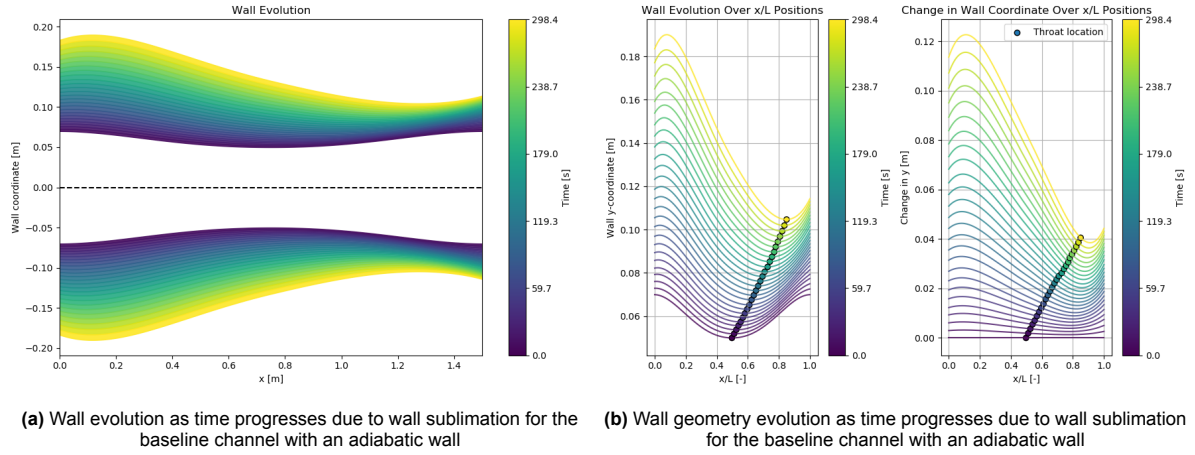 Wall Evolution
0.20
0.15
0.10
0.05
0.00
−0.05
−0.10
−0.15
−0.20
Wall coordinate [m]
0.0 0.2 0.4 0.6 0.8 1.0 1.2 1.4
x [m]
298.4
238.7
179.0
119.3
59.7
0.0
Time [s]
Wall Evolution Over x/L Positions
0.18
0.16
0.14
0.12
0.10
0.08
0.06
Wall y-coordinate [m]
0.0 0.2 0.4 0.6 0.8 1.0
x/L [-]
298.4
238.7
179.0
119.3
59.7
0.0
Time [s]
Change in Wall Coordinate Over x/L Positions
Throat location
0.12
0.10
0.08
0.06
0.04
0.02
0.00
Change in y [m]
0.0 0.2 0.4 0.6 0.8 1.0
x/L [-]
298.4
238.7
179.0
119.3
59.7
0.0
Time [s]
(a) Wall evolution as time progresses due to wall sublimation for the
baseline channel with an adiabatic wall
(b) Wall geometry evolution as time progresses due to wall sublimation
for the baseline channel with an adiabatic wall